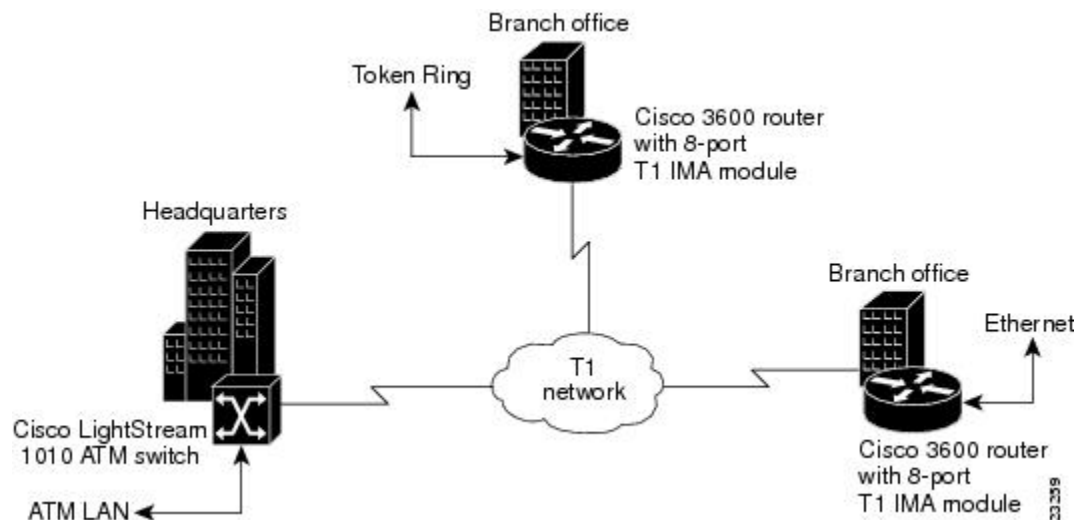 Branch office
Token Ring
Cisco 3600 router
with 8-port
T1 IMA module
Headquarters
Branch office
Ethernet
T1
network
Cisco LightStream
1010 ATM switch
Cisco 3600 router
with 8-port
T1 IMA module
ATM LAN
23259